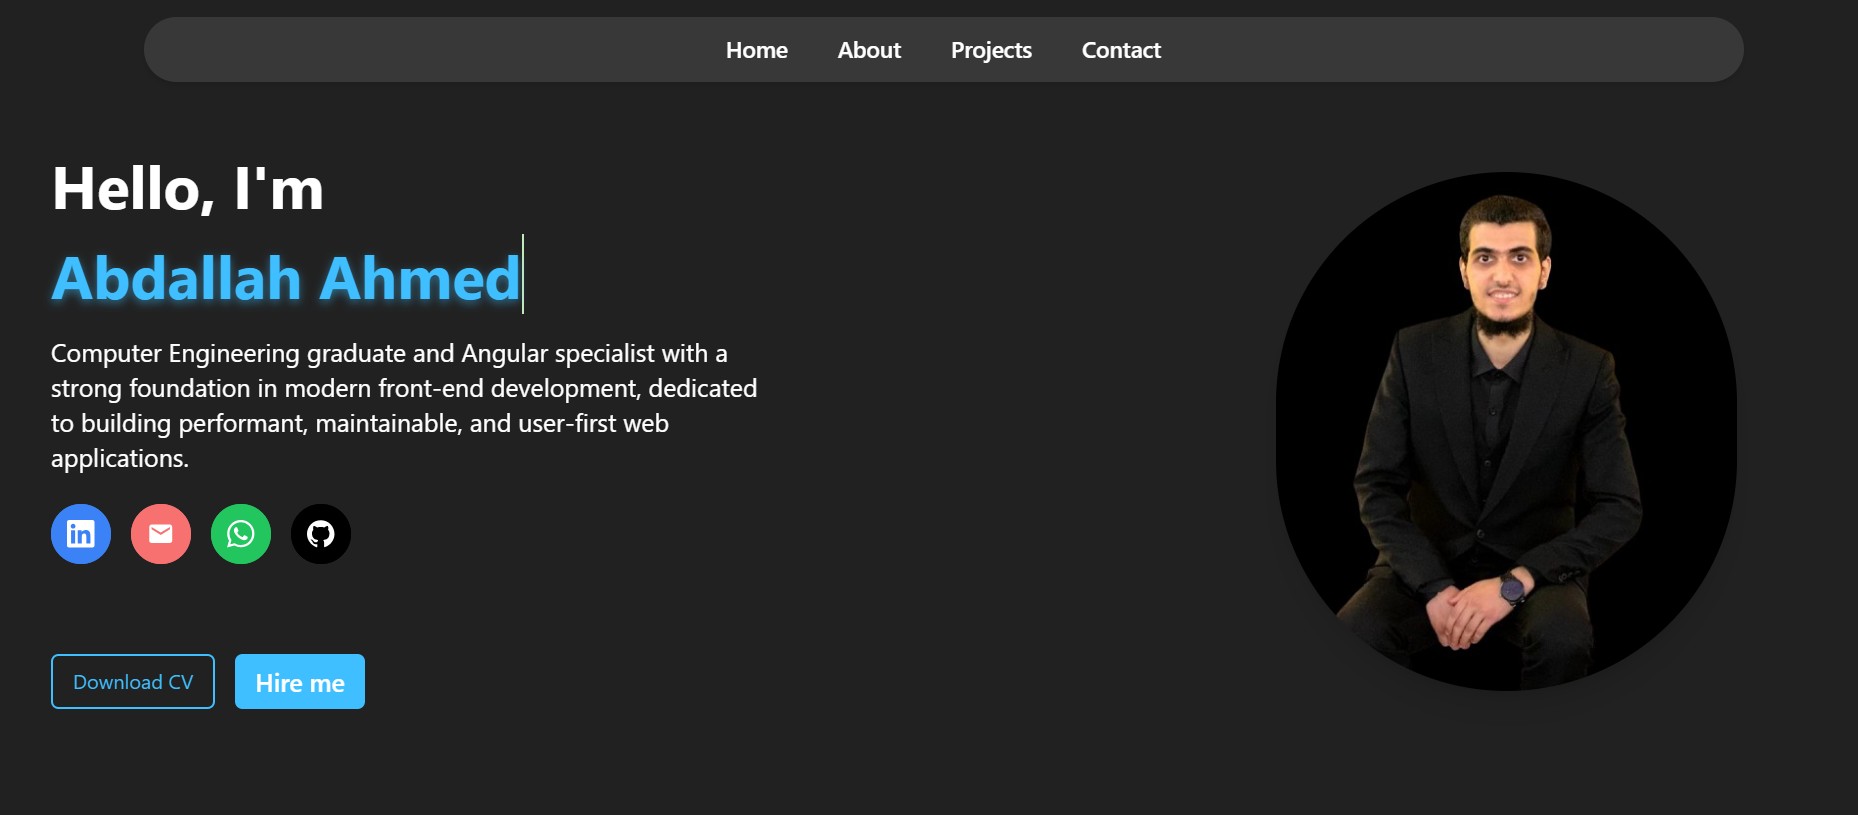 Home About Projects Contact
Hello, I'm
Abdallah Ahmed
Computer Engineering graduate and Angular specialist with a
strong foundation in modern front-end development, dedicated
to building performant, maintainable, and user-first web
applications.
in
Download CV Hire me